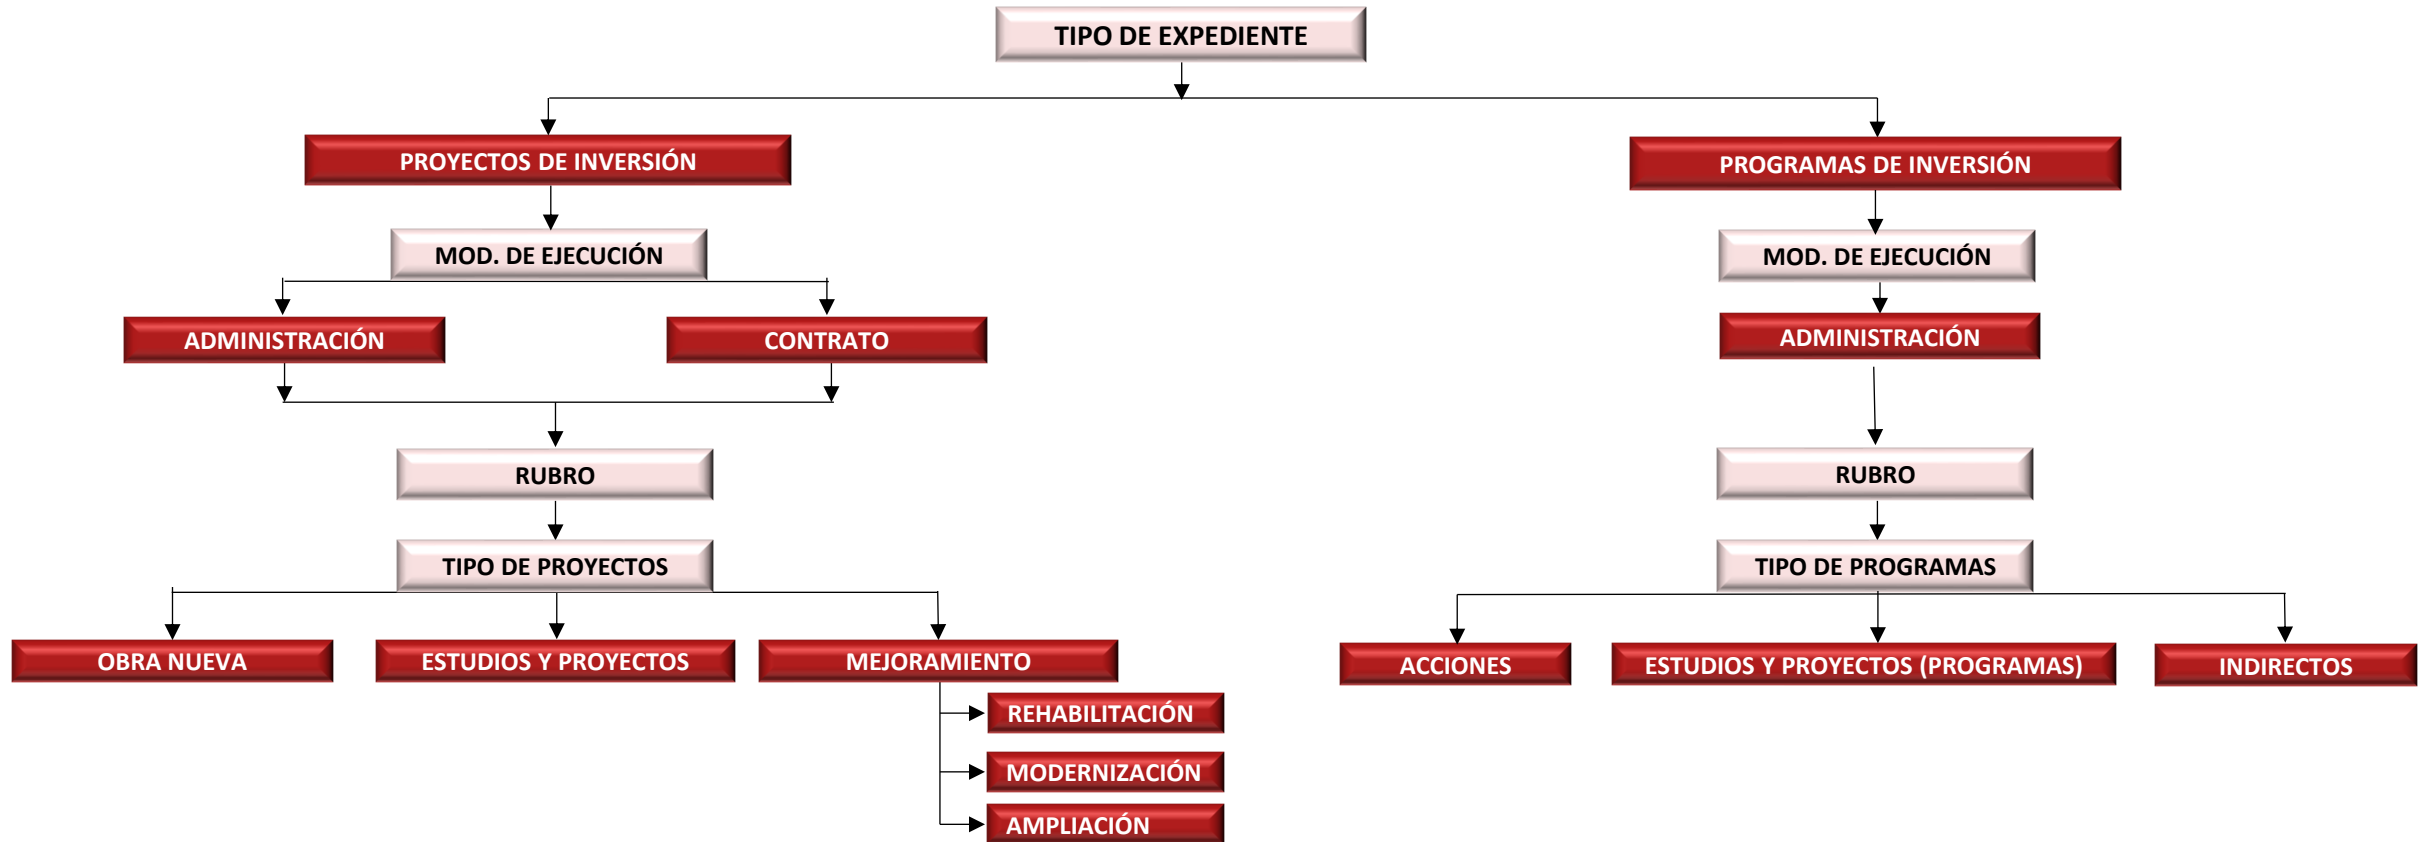 TIPO DE EXPEDIENTE
PROYECTOS DE INVERSIÓN
PROGRAMAS DE INVERSIÓN
MOD. DE EJECUCIÓN
MOD. DE EJECUCIÓN
ADMINISTRACIÓN
CONTRATO
ADMINISTRACIÓN
RUBRO
RUBRO
TIPO DE PROYECTOS
TIPO DE PROGRAMAS
OBRA NUEVA
ESTUDIOS Y PROYECTOS
MEJORAMIENTO
ACCIONES
ESTUDIOS Y PROYECTOS (PROGRAMAS)
INDIRECTOS
REHABILITACIÓN
MODERNIZACIÓN
AMPLIACIÓN